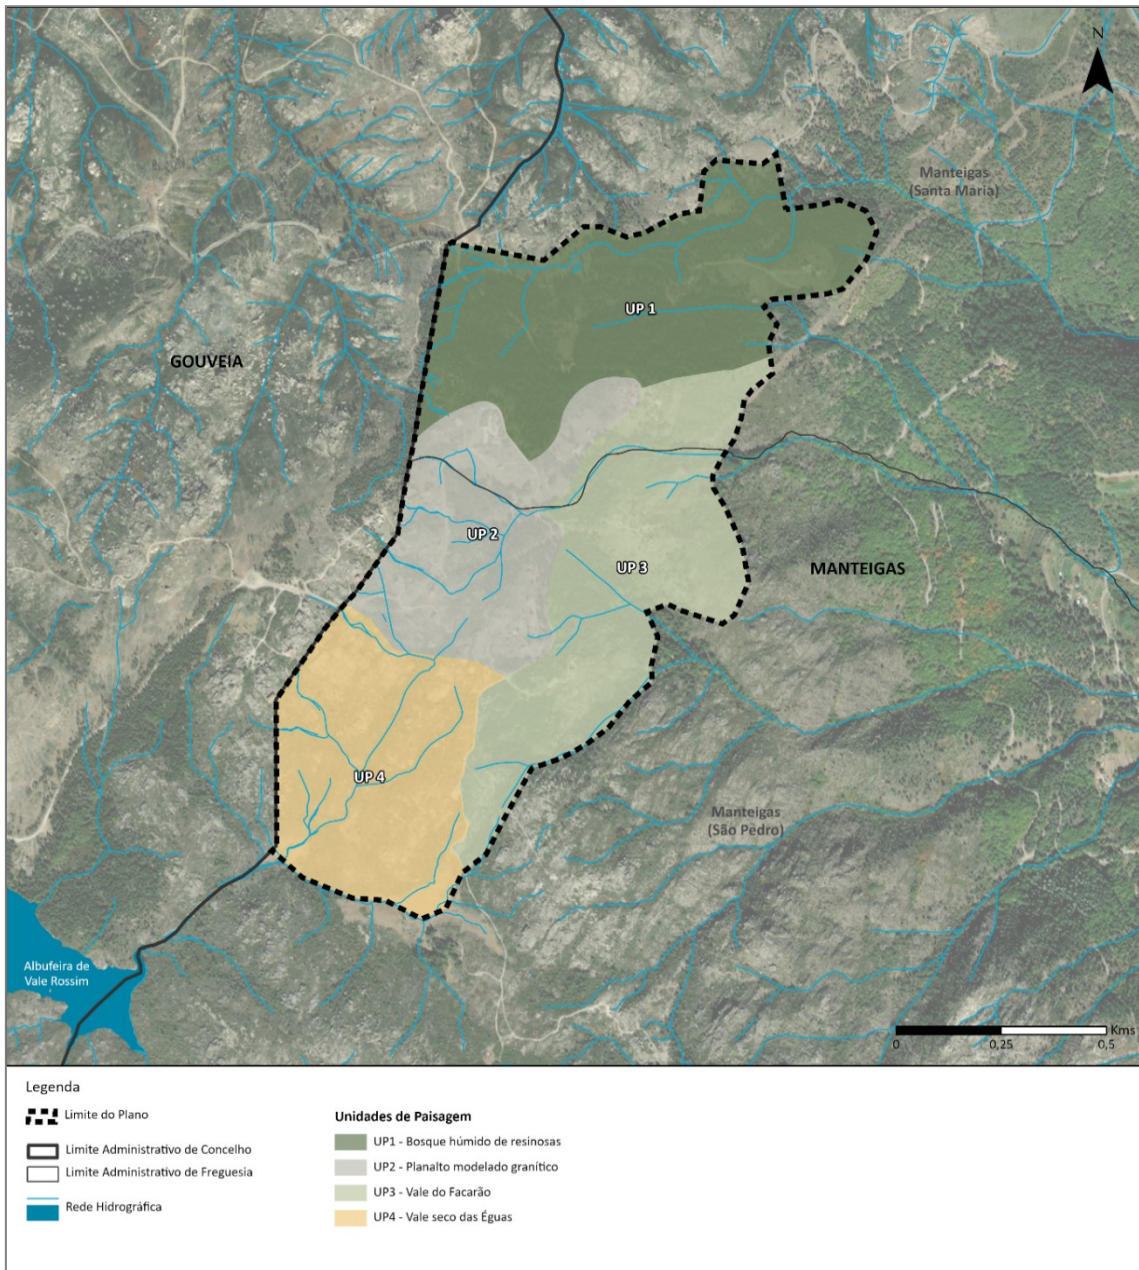 N
Manteigas
(Santa Maria)
UP 1
GOUVEIA
UP 2
UP 3
MANTEIGAS
UP 4
Manteigas
(São Pedro)
Albufeira de
Vale Rossim
Kms
0 0,25 0,5
Legenda
Limite do Plano
Limite Administrativo de Concelho
Limite Administrativo de Freguesia
Rede Hidrográfica
Unidades de Paisagem
UP1 - Bosque húmido de resinosas
UP2 - Planalto modelado granítico
UP3 - Vale do Facarão
UP4 - Vale seco das Éguas